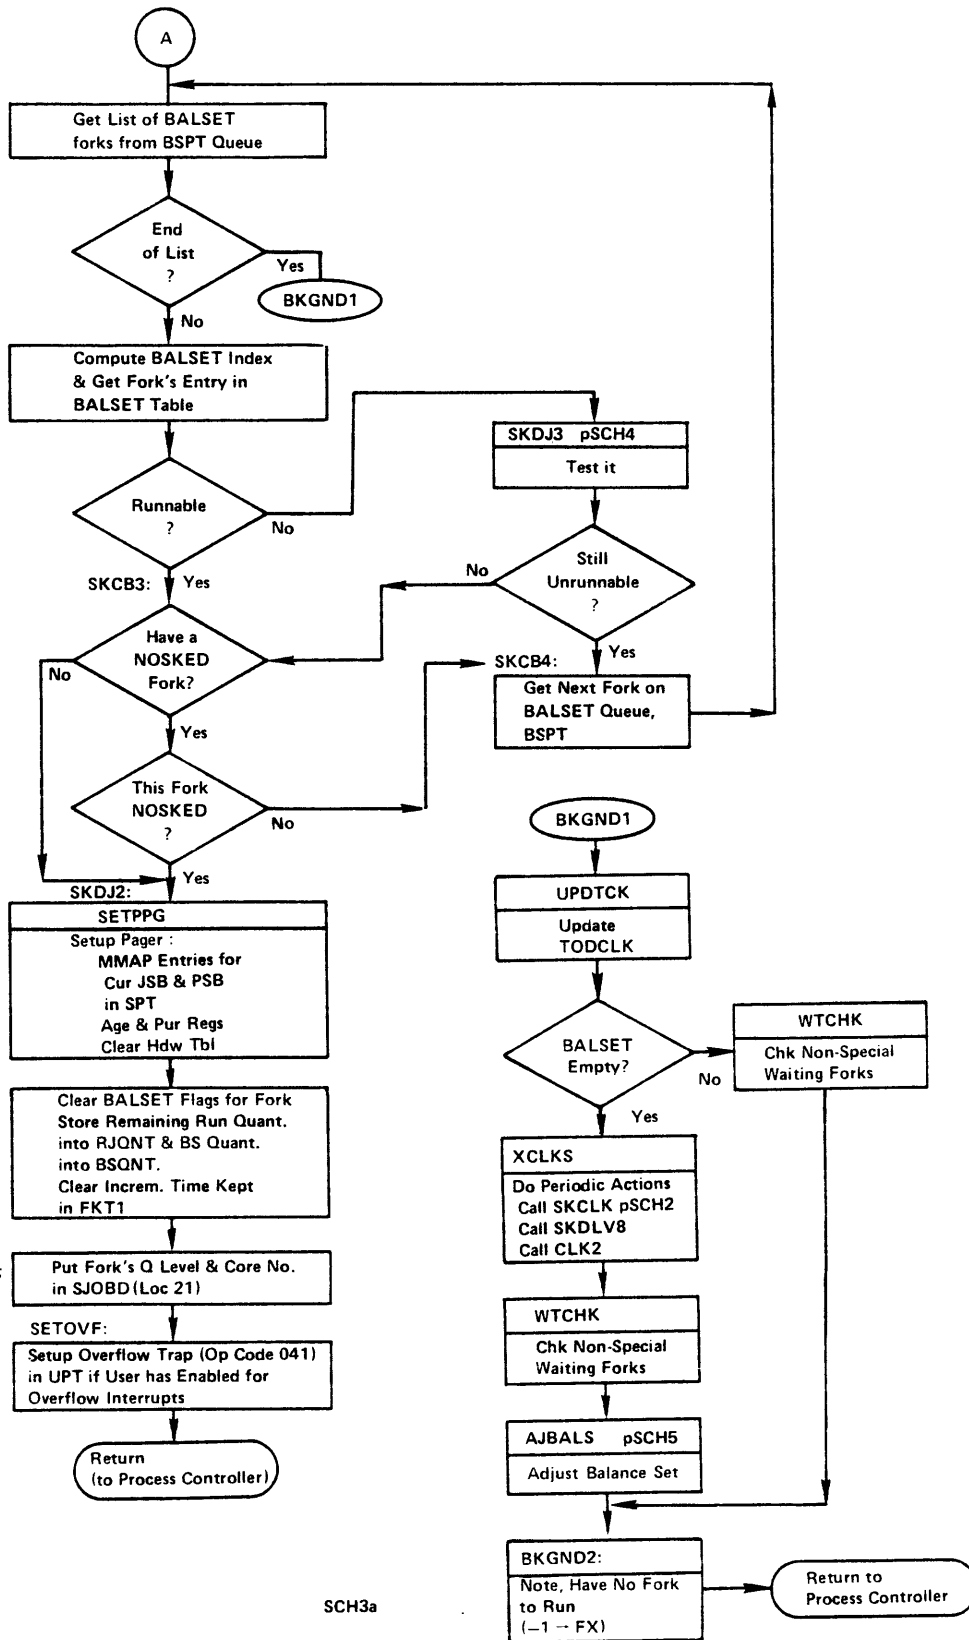 A
Get List of BALSET
forks from BSPT Queue
End
of List
?
Yes
BKGND1
No
Compute BALSET Index
& Get Fork's Entry in
BALSET Table
Runnable
?
No
SKDJ3 pSCH4
Test it
Still
Unrunnable
?
No
Yes
SKCB3:
Yes
Have a
NOSKED
Fork?
No
Yes
SKCB4:
Get Next Fork on
BALSET Queue,
BSPT
This Fork
NOSKED
?
No
Yes
SKDJ2:
SETPPG
Setup Pager :
MMAP Entries for
Cur JSB & PSB
in SPT
Age & Pur Regs
Clear Hdw Tbl
Clear BALSET Flags for Fork
Store Remaining Run Quant.
into RJQNT & BS Quant.
into BSQNT.
Clear Increm. Time Kept
in FKT1
Put Fork's Q Level & Core No.
in SJOBD (Loc 21)
SETOVF:
Setup Overflow Trap (Op Code 041)
in UPT if User has Enabled for
Overflow Interrupts
Return
(to Process Controller)
BKGND1
UPDTCK
Update
TODCLK
BALSET
Empty?
No
WTCHK
Chk Non-Special
Waiting Forks
Yes
XCLKS
Do Periodic Actions
Call SKCLK pSCH2
Call SKDLV8
Call CLK2
WTCHK
Chk Non-Special
Waiting Forks
AJBALS pSCH5
Adjust Balance Set
BKGND2:
Note, Have No Fork
to Run
(–1 → FX)
Return to
Process Controller
SCH3a